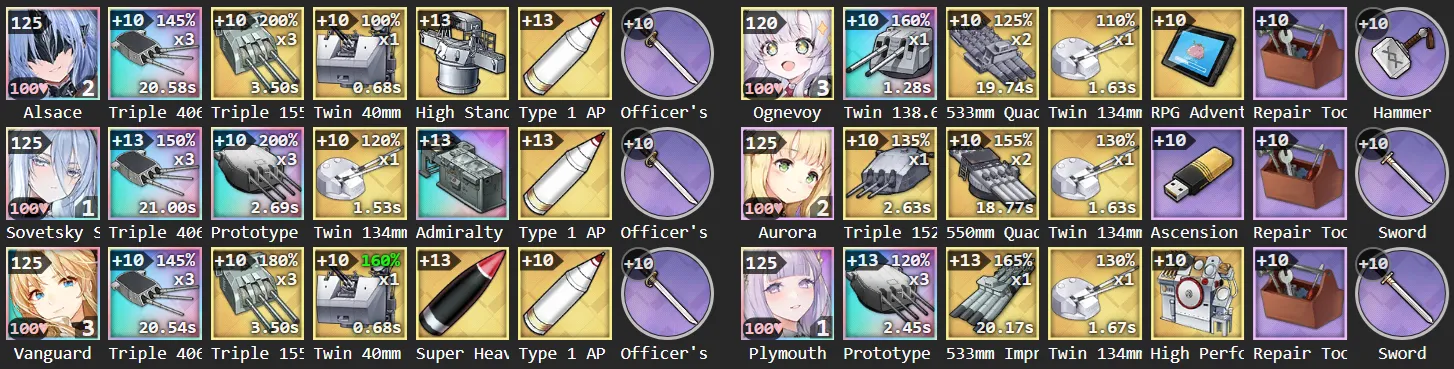 125 +10 145% +10 200% +10 100% +13 +13 +10
x3 x3 x1
100♥ 2 20.58s 3.50s 0.68s
Alsace Triple 406 Triple 155 Twin 40mm High Stand Type 1 AP Officer's
120 +10 160% +10 125% 110% +10 +10 +10
x1 x2 x1
100♥ 3 1.28s 19.74s 1.63s
Ognevoy Twin 138.6 533mm Quad Twin 134mm RPG Advent Repair Too Hammer
125 +13 150% +10 200% +10 120% +13 +10 +10
x3 x3 x1
100♥ 1 21.00s 2.69s 1.53s
Sovetsky S Triple 406 Prototype Twin 134mm Admiralty Type 1 AP Officer's
125 +10 135% +10 155% 130% +10 +10 +10
x1 x2 x1
100♥ 2 2.63s 18.77s 1.63s
Aurora Triple 152 550mm Quad Twin 134mm Ascension Repair Too Sword
125 +10 145% +10 180% +10 160% +13 +10 +10
x3 x3 x1
100♥ 3 20.54s 3.50s 0.68s
Vanguard Triple 406 Triple 155 Twin 40mm Super Heav Type 1 AP Officer's
125 +13 120% +13 165% 130% +10 +10 +10
x3 x1 x1
100♥ 1 2.45s 20.17s 1.67s
Plymouth Prototype 533mm Impr Twin 134mm High Perfo Repair Too Sword